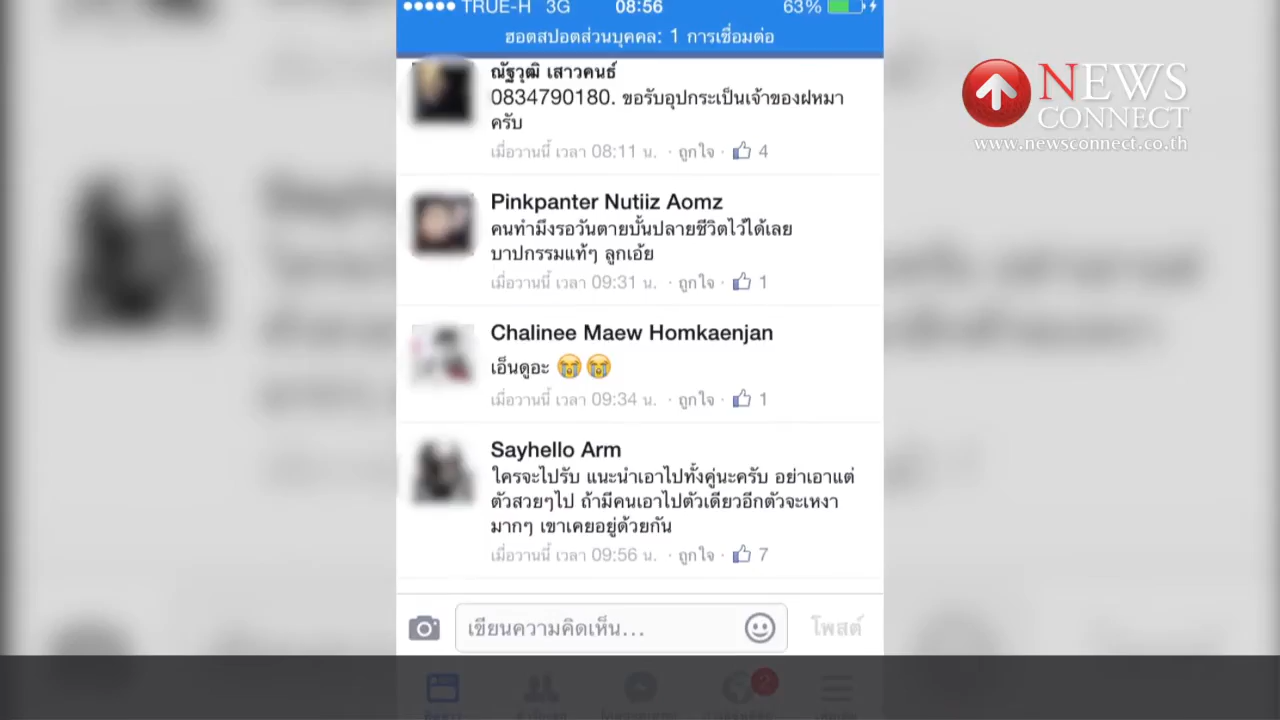 TRUE-H 3G 08:56 63%
ฮอตสปอตส่วนบุคคล: 1 การเชื่อมต่อ
NEWS
CONNECT
www.newsconnect.co.th
ณัฐวุฒิ เสาวคนธ์
0834790180. ขอรับอุปกระเป็นเจ้าของฝหมา
ครับ
เมื่อวานนี้ เวลา 08:11 น. · ถูกใจ · 4
Pinkpanter Nutiiz Aomz
คนทำมึงรอวันตายบั้นปลายชีวิตไว้ได้เลย
บาปกรรมแท้ๆ ลูกเอ้ย
เมื่อวานนี้ เวลา 09:31 น. · ถูกใจ · 1
Chalinee Maew Homkaenjan
เอ็นดูอะ 😭😭
เมื่อวานนี้ เวลา 09:34 น. · ถูกใจ · 1
Sayhello Arm
ใครจะไปรับ แนะนำเอาไปทั้งคู่นะครับ อย่าเอาแต่
ตัวสวยๆไป ถ้ามีคนเอาไปตัวเดียวอีกตัวจะเหงา
มากๆ เขาเคยอยู่ด้วยกัน
เมื่อวานนี้ เวลา 09:56 น. · ถูกใจ · 7
เขียนความคิดเห็น...
โพสต์
2